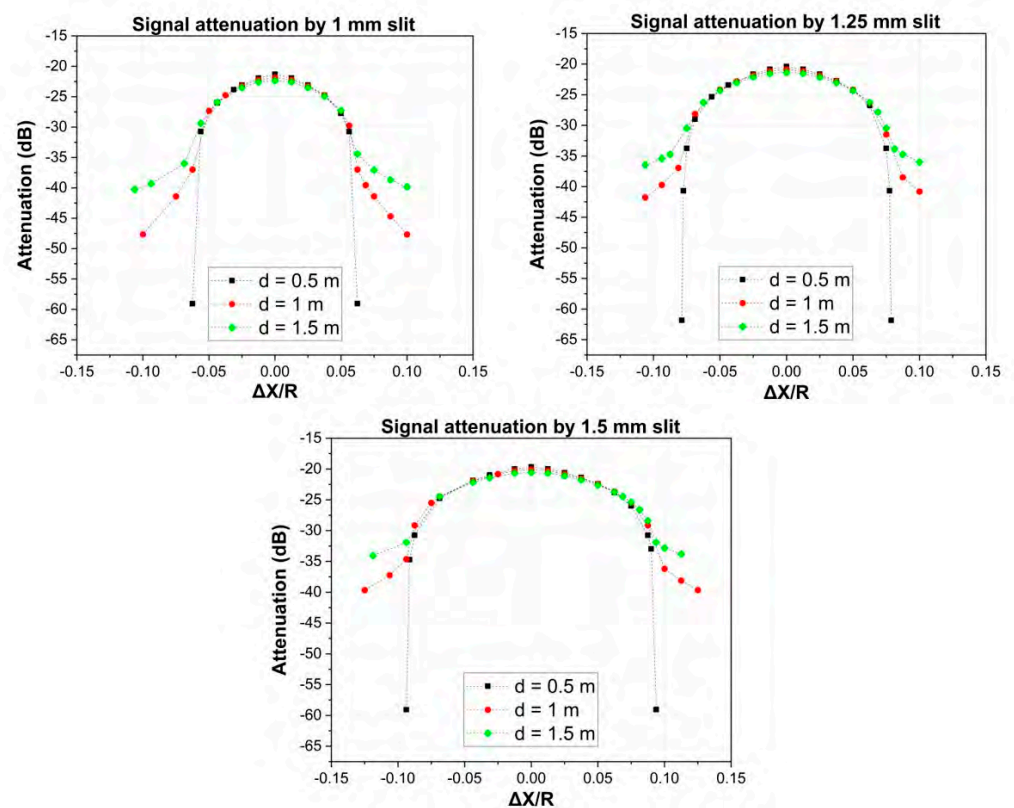 Signal attenuation by 1 mm slit
Attenuation (dB)
-15
-20
-25
-30
-35
-40
-45
-50
-55
-60
-65
d = 0.5 m
d = 1 m
d = 1.5 m
-0.15 -0.10 -0.05 0.00 0.05 0.10 0.15
ΔX/R
Signal attenuation by 1.25 mm slit
Attenuation (dB)
-15
-20
-25
-30
-35
-40
-45
-50
-55
-60
-65
d = 0.5 m
d = 1 m
d = 1.5 m
-0.15 -0.10 -0.05 0.00 0.05 0.10 0.15
ΔX/R
Signal attenuation by 1.5 mm slit
Attenuation (dB)
-15
-20
-25
-30
-35
-40
-45
-50
-55
-60
-65
d = 0.5 m
d = 1 m
d = 1.5 m
-0.15 -0.10 -0.05 0.00 0.05 0.10 0.15
ΔX/R